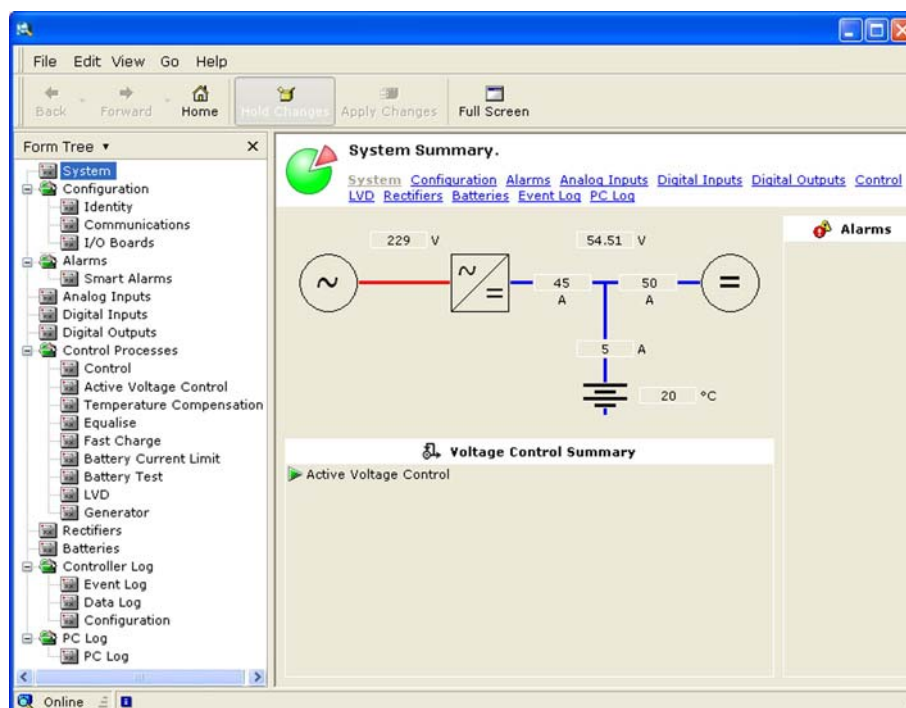 File Edit View Go Help
Back Forward Home Hold Changes Apply Changes Full Screen
Form Tree
System
Configuration
Identity
Communications
I/O Boards
Alarms
Smart Alarms
Analog Inputs
Digital Inputs
Digital Outputs
Control Processes
Control
Active Voltage Control
Temperature Compensation
Equalise
Fast Charge
Battery Current Limit
Battery Test
LVD
Generator
Rectifiers
Batteries
Controller Log
Event Log
Data Log
Configuration
PC Log
PC Log
System Summary.
System Configuration Alarms Analog Inputs Digital Inputs Digital Outputs Control
LVD Rectifiers Batteries Event Log PC Log
229 V 54.51 V
45 50
A A
5 A
20 °C
Voltage Control Summary
Active Voltage Control
Alarms
Online